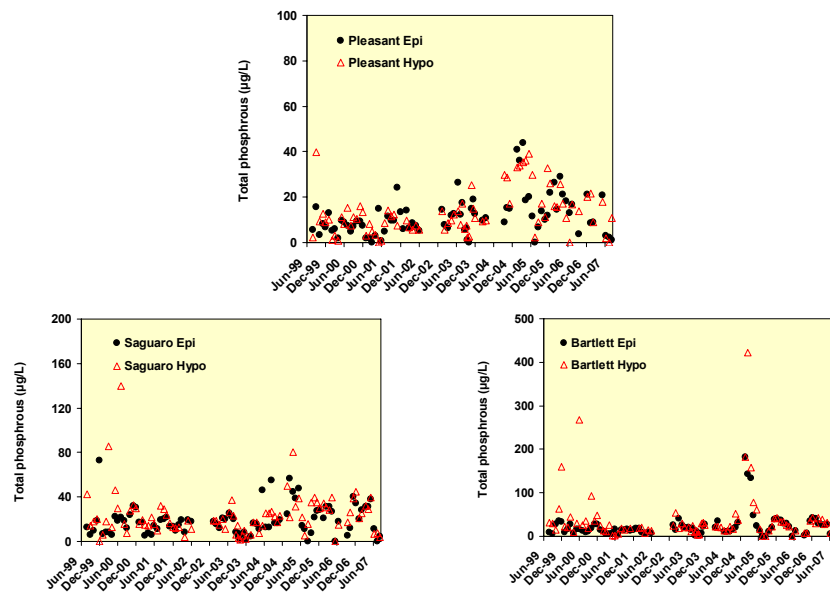 100
80
60
40
20
0
Total phosphrous (µg/L)
Pleasant Epi
Pleasant Hypo
Jun-99
Dec-99
Jun-00
Dec-00
Jun-01
Dec-01
Jun-02
Dec-02
Jun-03
Dec-03
Jun-04
Dec-04
Jun-05
Dec-05
Jun-06
Dec-06
Jun-07
200
160
120
80
40
0
Total phosphrous (µg/L)
Saguaro Epi
Saguaro Hypo
Jun-99
Dec-99
Jun-00
Dec-00
Jun-01
Dec-01
Jun-02
Dec-02
Jun-03
Dec-03
Jun-04
Dec-04
Jun-05
Dec-05
Jun-06
Dec-06
Jun-07
500
400
300
200
100
0
Total phosphrous (µg/L)
Bartlett Epi
Bartlett Hypo
Jun-99
Dec-99
Jun-00
Dec-00
Jun-01
Dec-01
Jun-02
Dec-02
Jun-03
Dec-03
Jun-04
Dec-04
Jun-05
Dec-05
Jun-06
Dec-06
Jun-07